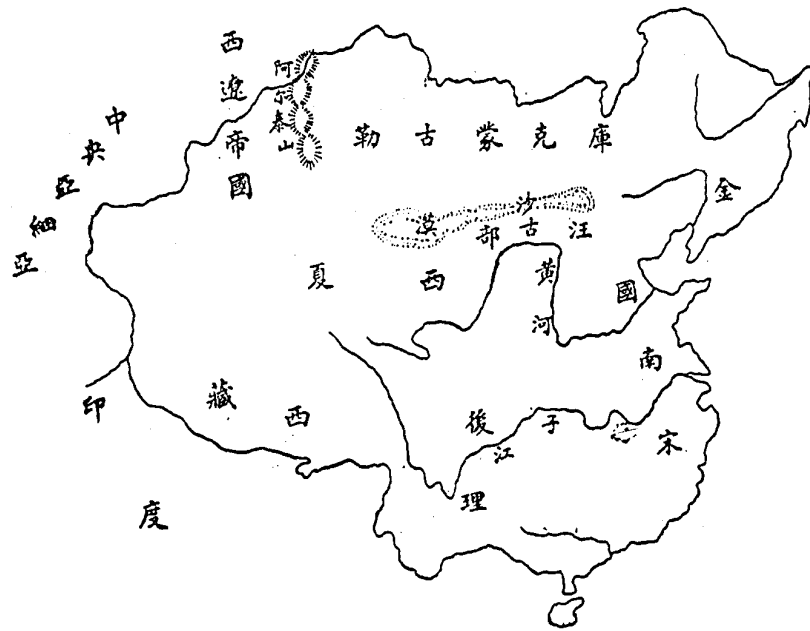 西遼帝國
阿尔泰山
中央亞細亞
庫克蒙古勒
金國
沙漠
汪古部
西夏
黃河
南宋
西藏
子江
後理
印度